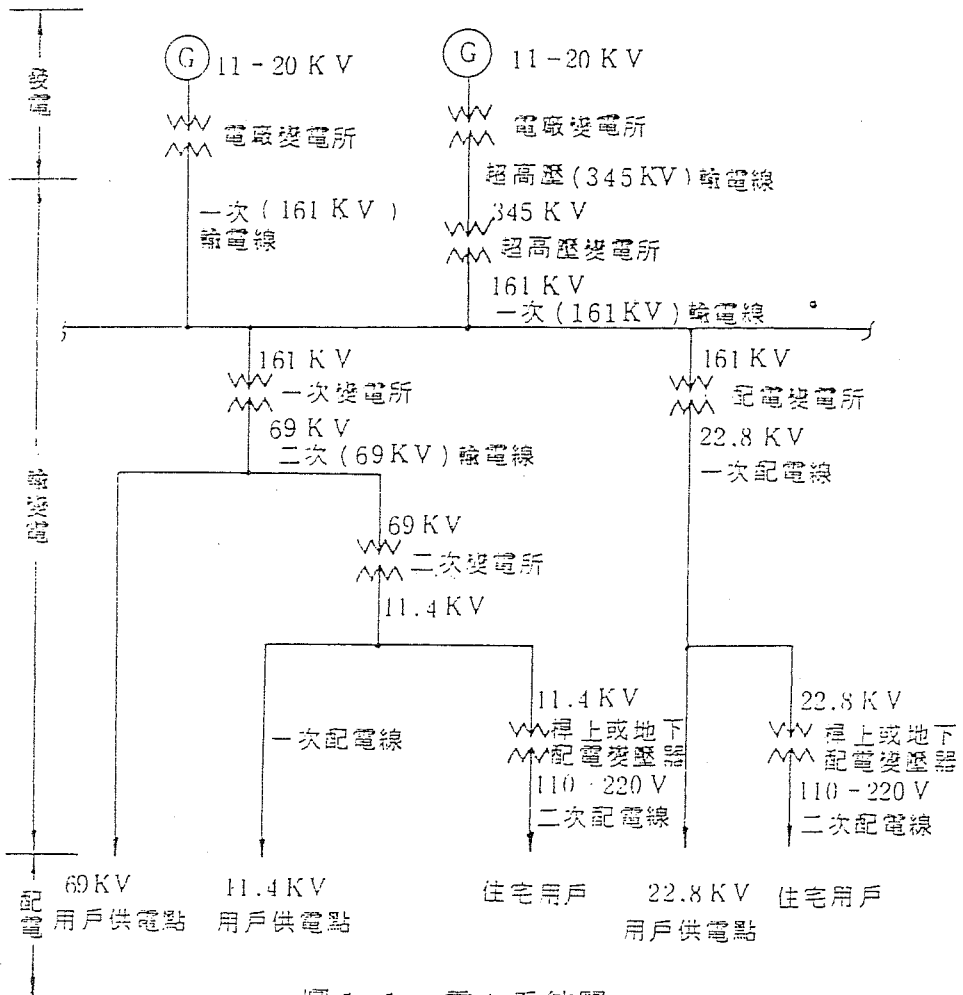 發電
G 11-20 KV
G 11-20 KV
電廠變電所
電廠變電所
超高壓(345KV)輸電線
一次(161 KV)
輸電線
345 KV
超高壓變電所
161 KV
一次(161KV)輸電線
輸變電
161 KV
一次變電所
69 KV
二次(69KV)輸電線
161 KV
配電變電所
22.8 KV
一次配電線
69 KV
二次變電所
11.4 KV
一次配電線
11.4 KV
桿上或地下
配電變壓器
110-220 V
二次配電線
22.8 KV
桿上或地下
配電變壓器
110-220 V
二次配電線
配電
69KV
用戶供電點
11.4KV
用戶供電點
住宅用戶
22.8KV
用戶供電點
住宅用戶